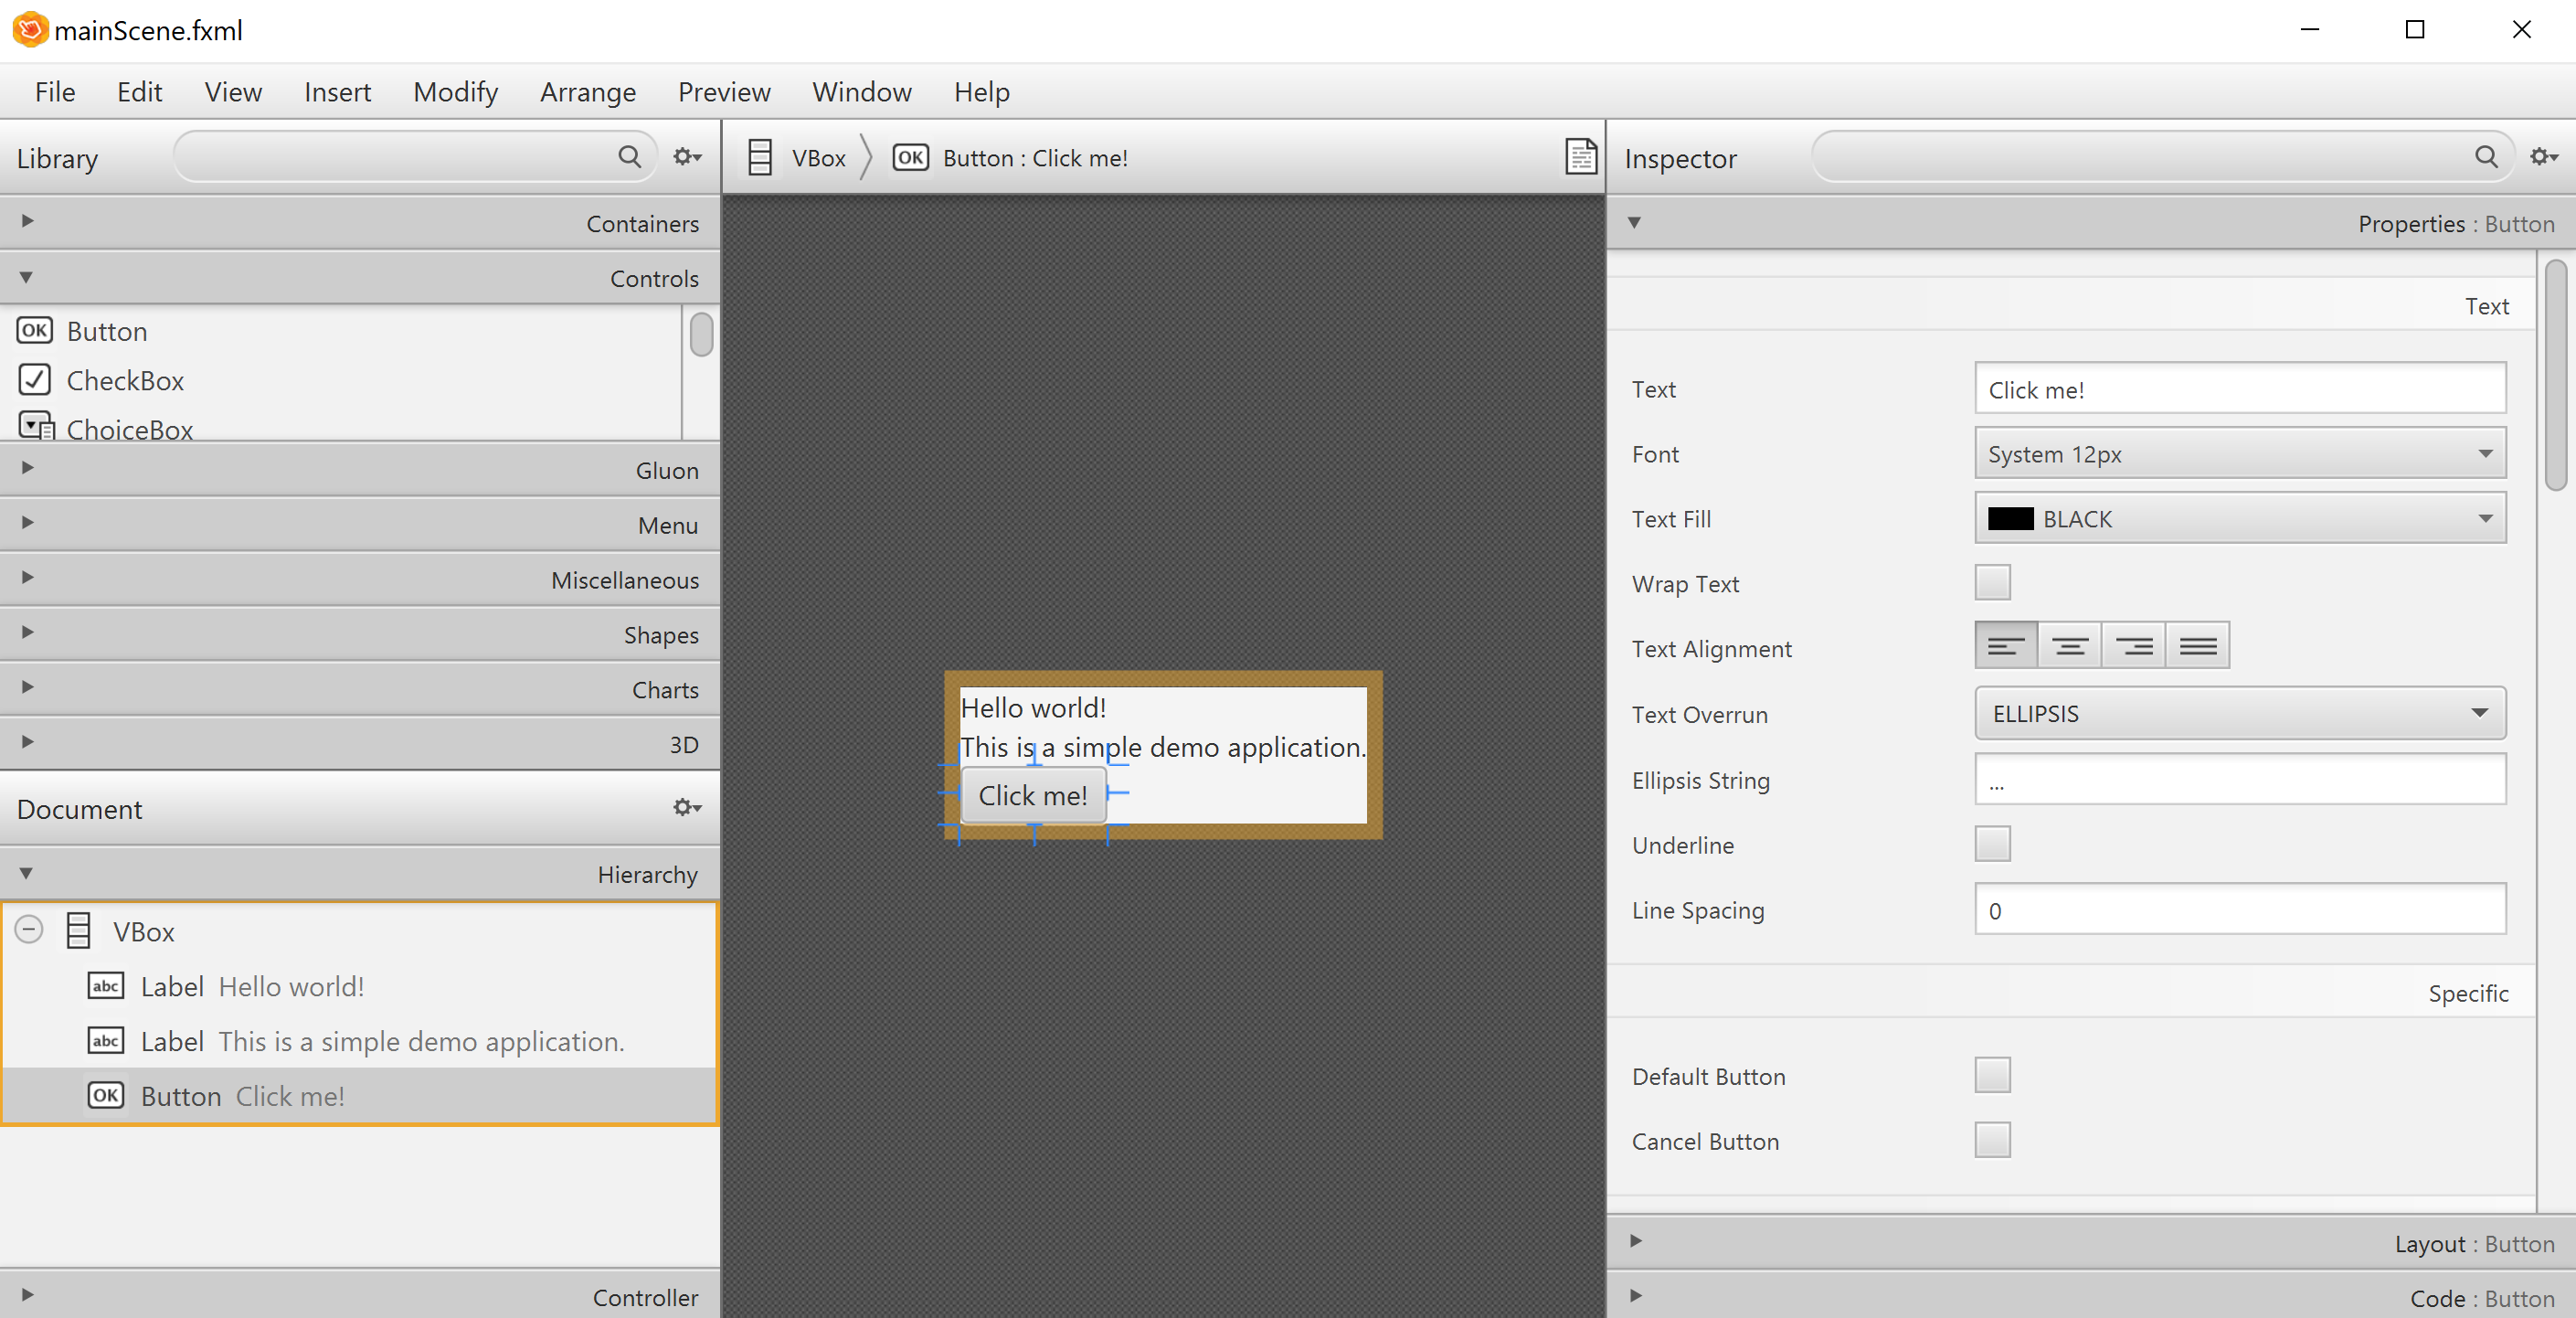 mainScene.fxml
File Edit View Insert Modify Arrange Preview Window Help
Library
Containers
Controls
OK Button
CheckBox
ChoiceBox
Gluon
Menu
Miscellaneous
Shapes
Charts
3D
Document
Hierarchy
VBox
abc Label Hello world!
abc Label This is a simple demo application.
OK Button Click me!
Controller
VBox OK Button : Click me!
Hello world!
This is a simple demo application.
Click me!
Inspector
Properties : Button
Text
Text Click me!
Font System 12px
Text Fill BLACK
Wrap Text
Text Alignment
Text Overrun ELLIPSIS
Ellipsis String ...
Underline
Line Spacing 0
Specific
Default Button
Cancel Button
Layout : Button
Code : Button